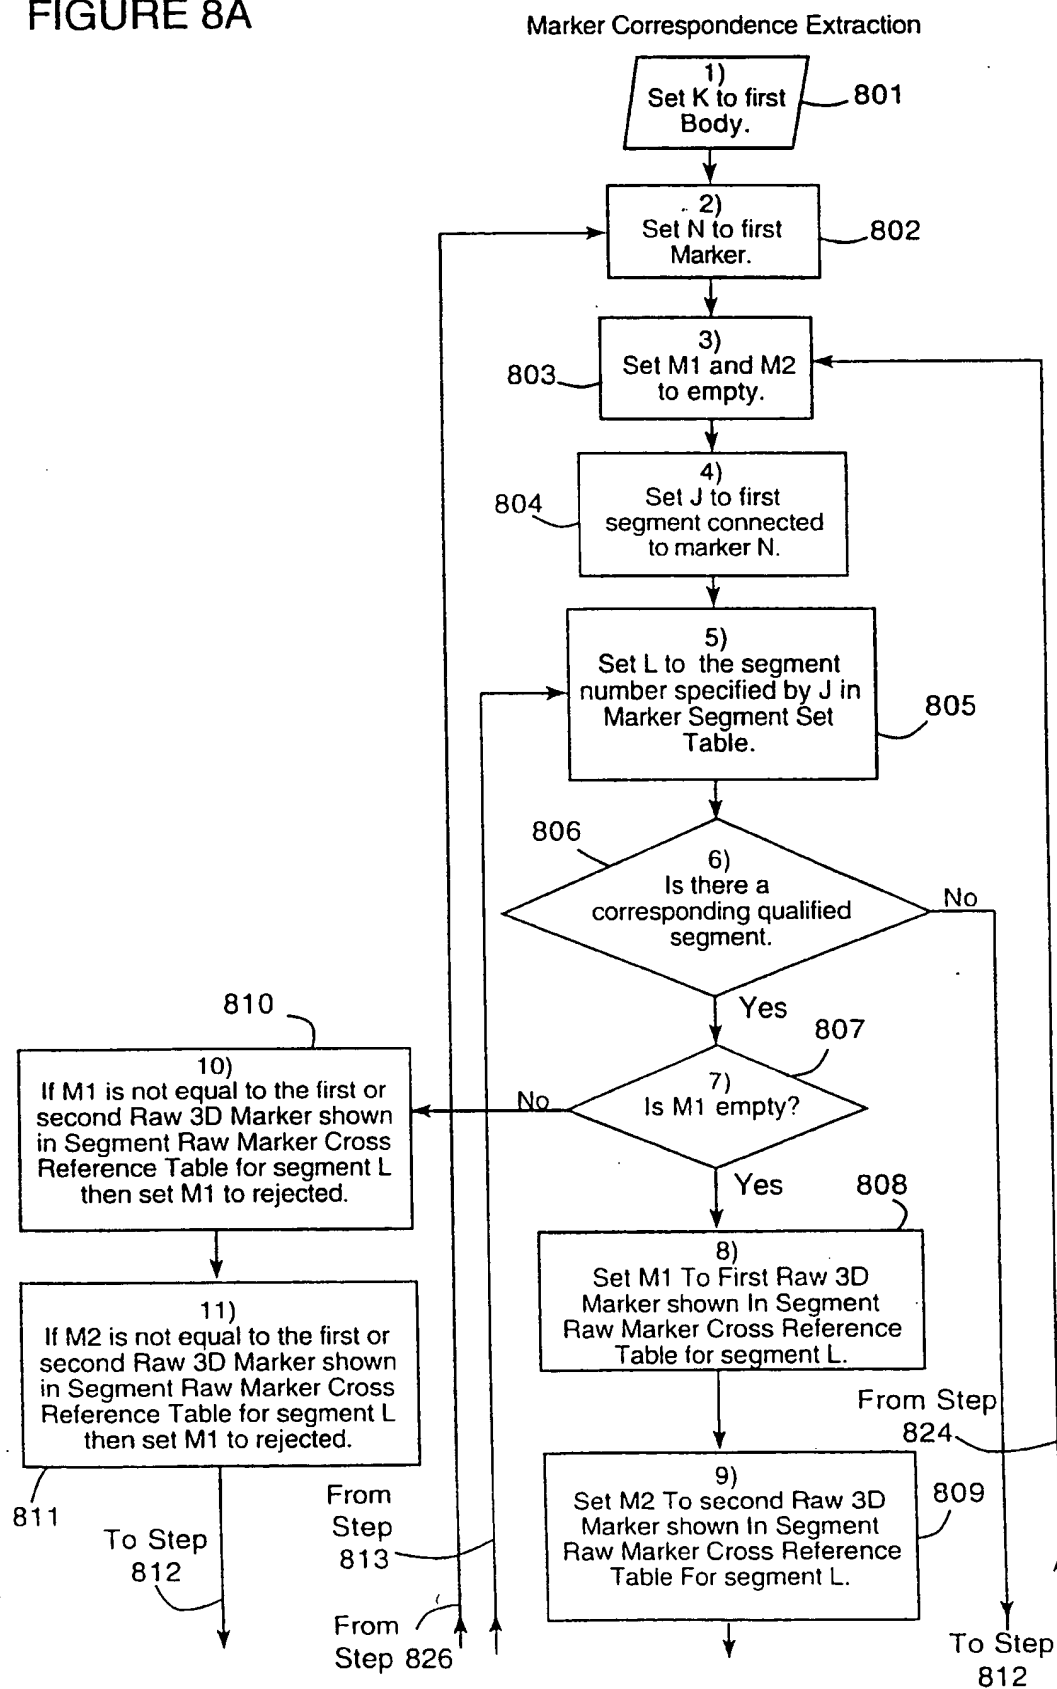 FIGURE 8A
Marker Correspondence Extraction
1)
Set K to first
Body.
801
2)
Set N to first
Marker.
802
3)
Set M1 and M2
to empty.
803
4)
Set J to first
segment connected
to marker N.
804
5)
Set L to the segment
number specified by J in
Marker Segment Set
Table.
805
806
6)
Is there a
corresponding qualified
segment.
No
Yes
807
7)
Is M1 empty?
No
Yes
810
10)
If M1 is not equal to the first or
second Raw 3D Marker shown
in Segment Raw Marker Cross
Reference Table for segment L
then set M1 to rejected.
808
8)
Set M1 To First Raw 3D
Marker shown In Segment
Raw Marker Cross Reference
Table for segment L.
11)
If M2 is not equal to the first or
second Raw 3D Marker shown
in Segment Raw Marker Cross
Reference Table for segment L
then set M1 to rejected.
811
From Step
824
9)
Set M2 To second Raw 3D
Marker shown In Segment
Raw Marker Cross Reference
Table For segment L.
809
To Step
812
From
Step
813
From
Step 826
To Step
812